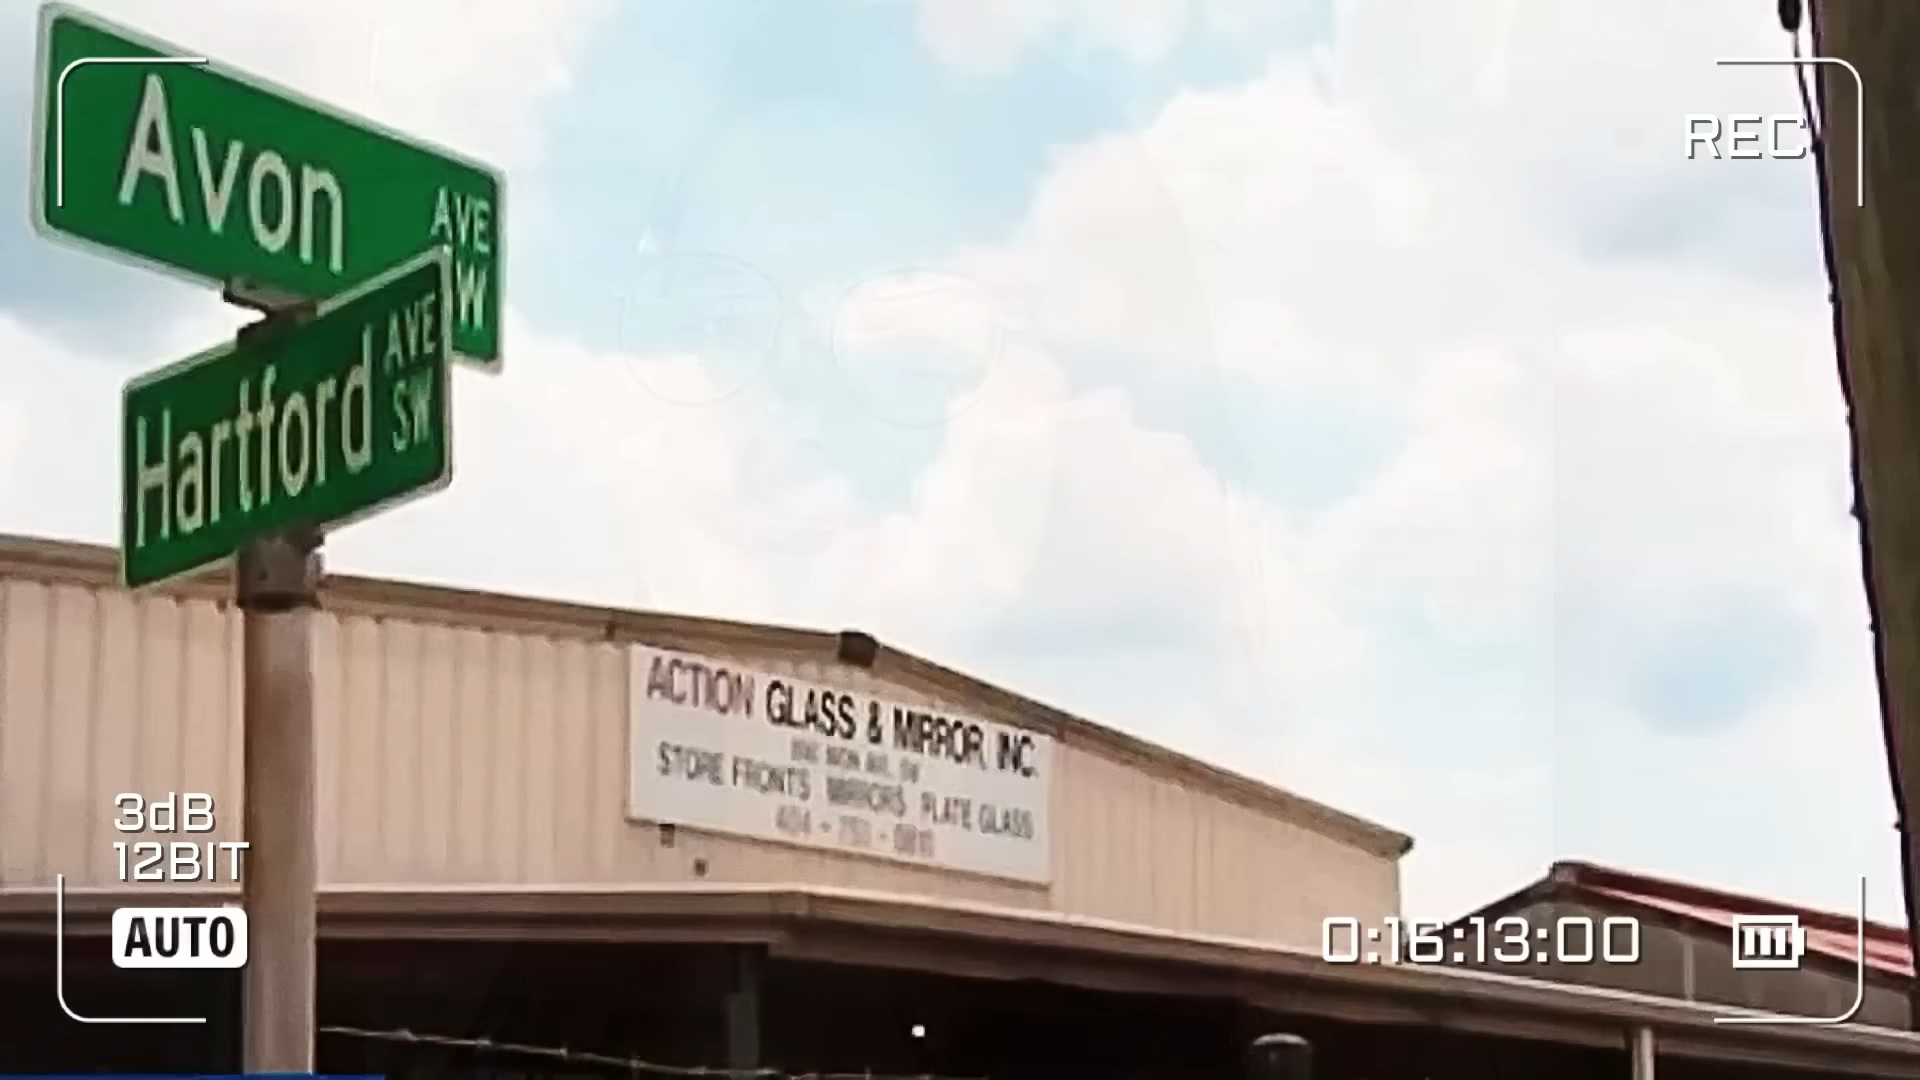 Avon AVE
W
Hartford AVE
SW
REC
ACTION GLASS & MIRROR, INC.
STORE FRONTS MIRRORS PLATE GLASS
3dB
12BIT
AUTO
0:16:13:00